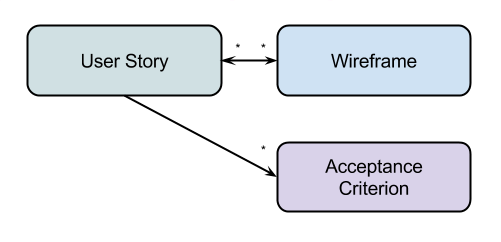 User Story
* *
Wireframe
*
Acceptance
Criterion